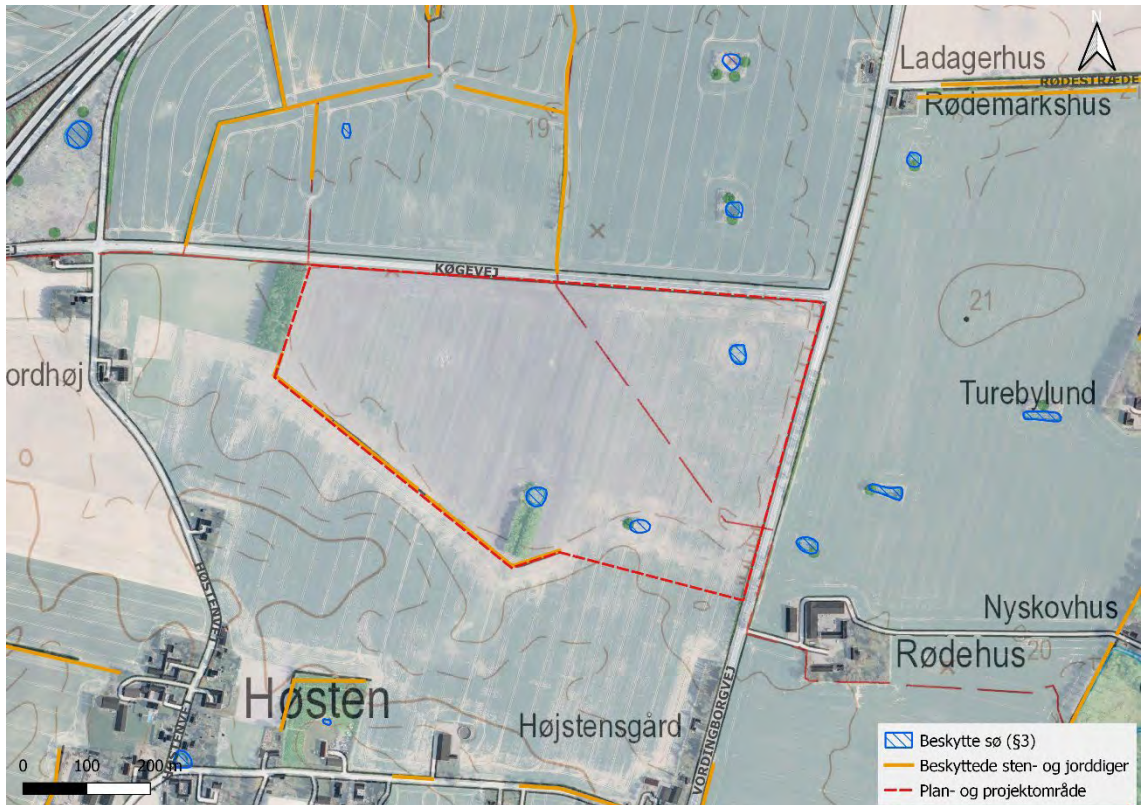 N
Ladagerhus
RØDESTRÆDE
Rødemarkshus
19
KØGEVEJ
21
ordhøj
Turebylund
HØSTENVEJ
Nyskovhus
Rødehus
20
Høsten
Højstensgård
VORDINGBORGVEJ
STENVEJ
Beskytte sø (§3)
Beskyttede sten- og jorddiger
Plan- og projektområde
0 100 200 m